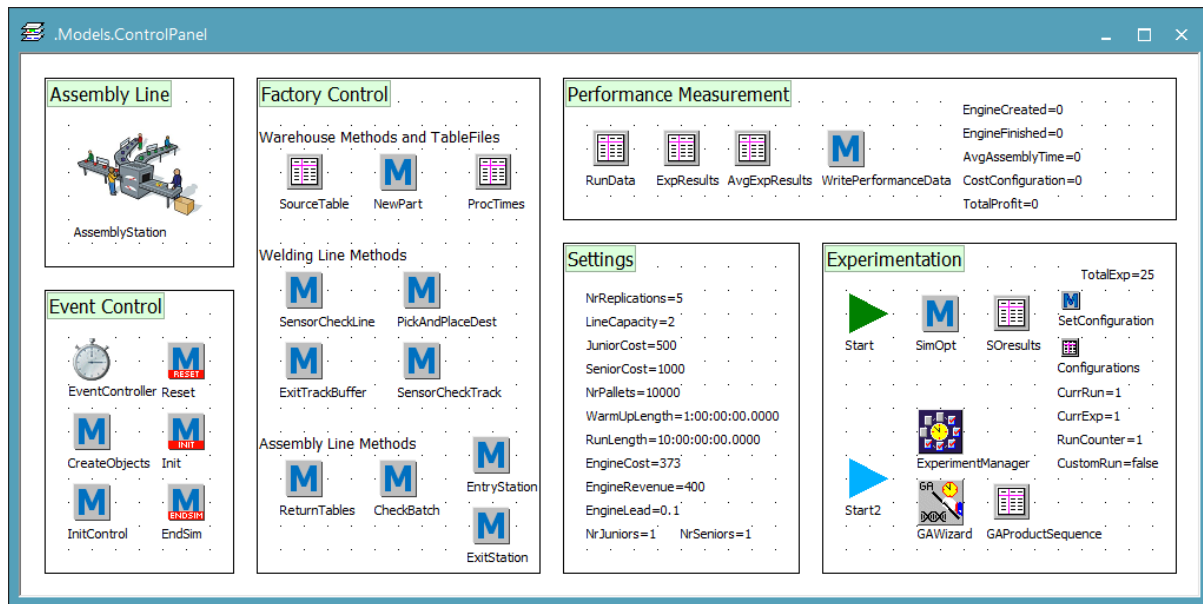 .Models.ControlPanel
Assembly Line
AssemblyStation
Event Control
EventController Reset
RESET
CreateObjects Init
INIT
InitControl EndSim
ENDSIM
Factory Control
Warehouse Methods and TableFiles
M
SourceTable NewPart ProcTimes
Welding Line Methods
M M
SensorCheckLine PickAndPlaceDest
M M
ExitTrackBuffer SensorCheckTrack
Assembly Line Methods
M M M
EntryStation
ReturnTables CheckBatch
M
ExitStation
Performance Measurement
M
RunData ExpResults AvgExpResults WritePerformanceData
EngineCreated=0
EngineFinished=0
AvgAssemblyTime=0
CostConfiguration=0
TotalProfit=0
Settings
NrReplications=5
LineCapacity=2
JuniorCost=500
SeniorCost=1000
NrPallets=10000
WarmUpLength=1:00:00:00.0000
RunLength=10:00:00:00.0000
EngineCost=373
EngineRevenue=400
EngineLead=0.1
NrJuniors=1 NrSeniors=1
Experimentation
TotalExp=25
M
Start SimOpt SOresults
M
SetConfiguration
Configurations
CurrRun=1
CurrExp=1
RunCounter=1
CustomRun=false
ExperimentManager
GA
Start2 GAWizard GAProductSequence